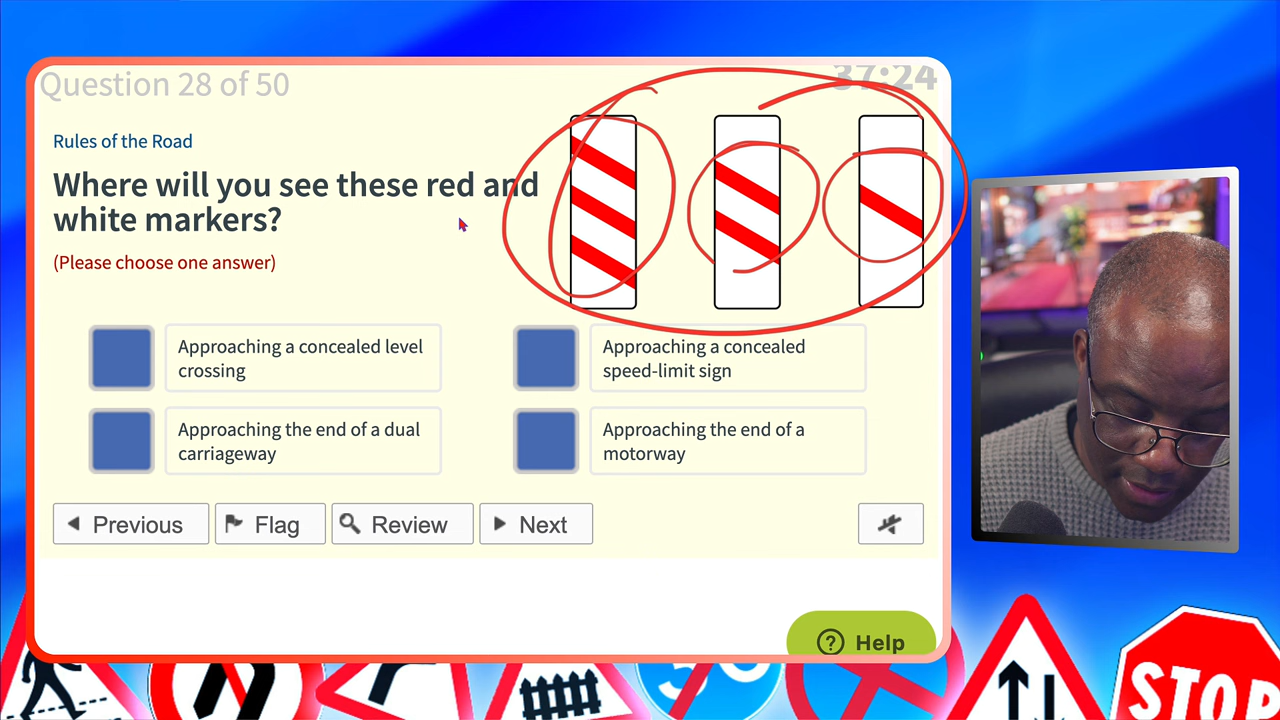 Question 28 of 50
37:24
Rules of the Road
Where will you see these red and
white markers?
(Please choose one answer)
Approaching a concealed level
crossing
Approaching a concealed
speed-limit sign
Approaching the end of a dual
carriageway
Approaching the end of a
motorway
Previous
Flag
Review
Next
Help
STOP